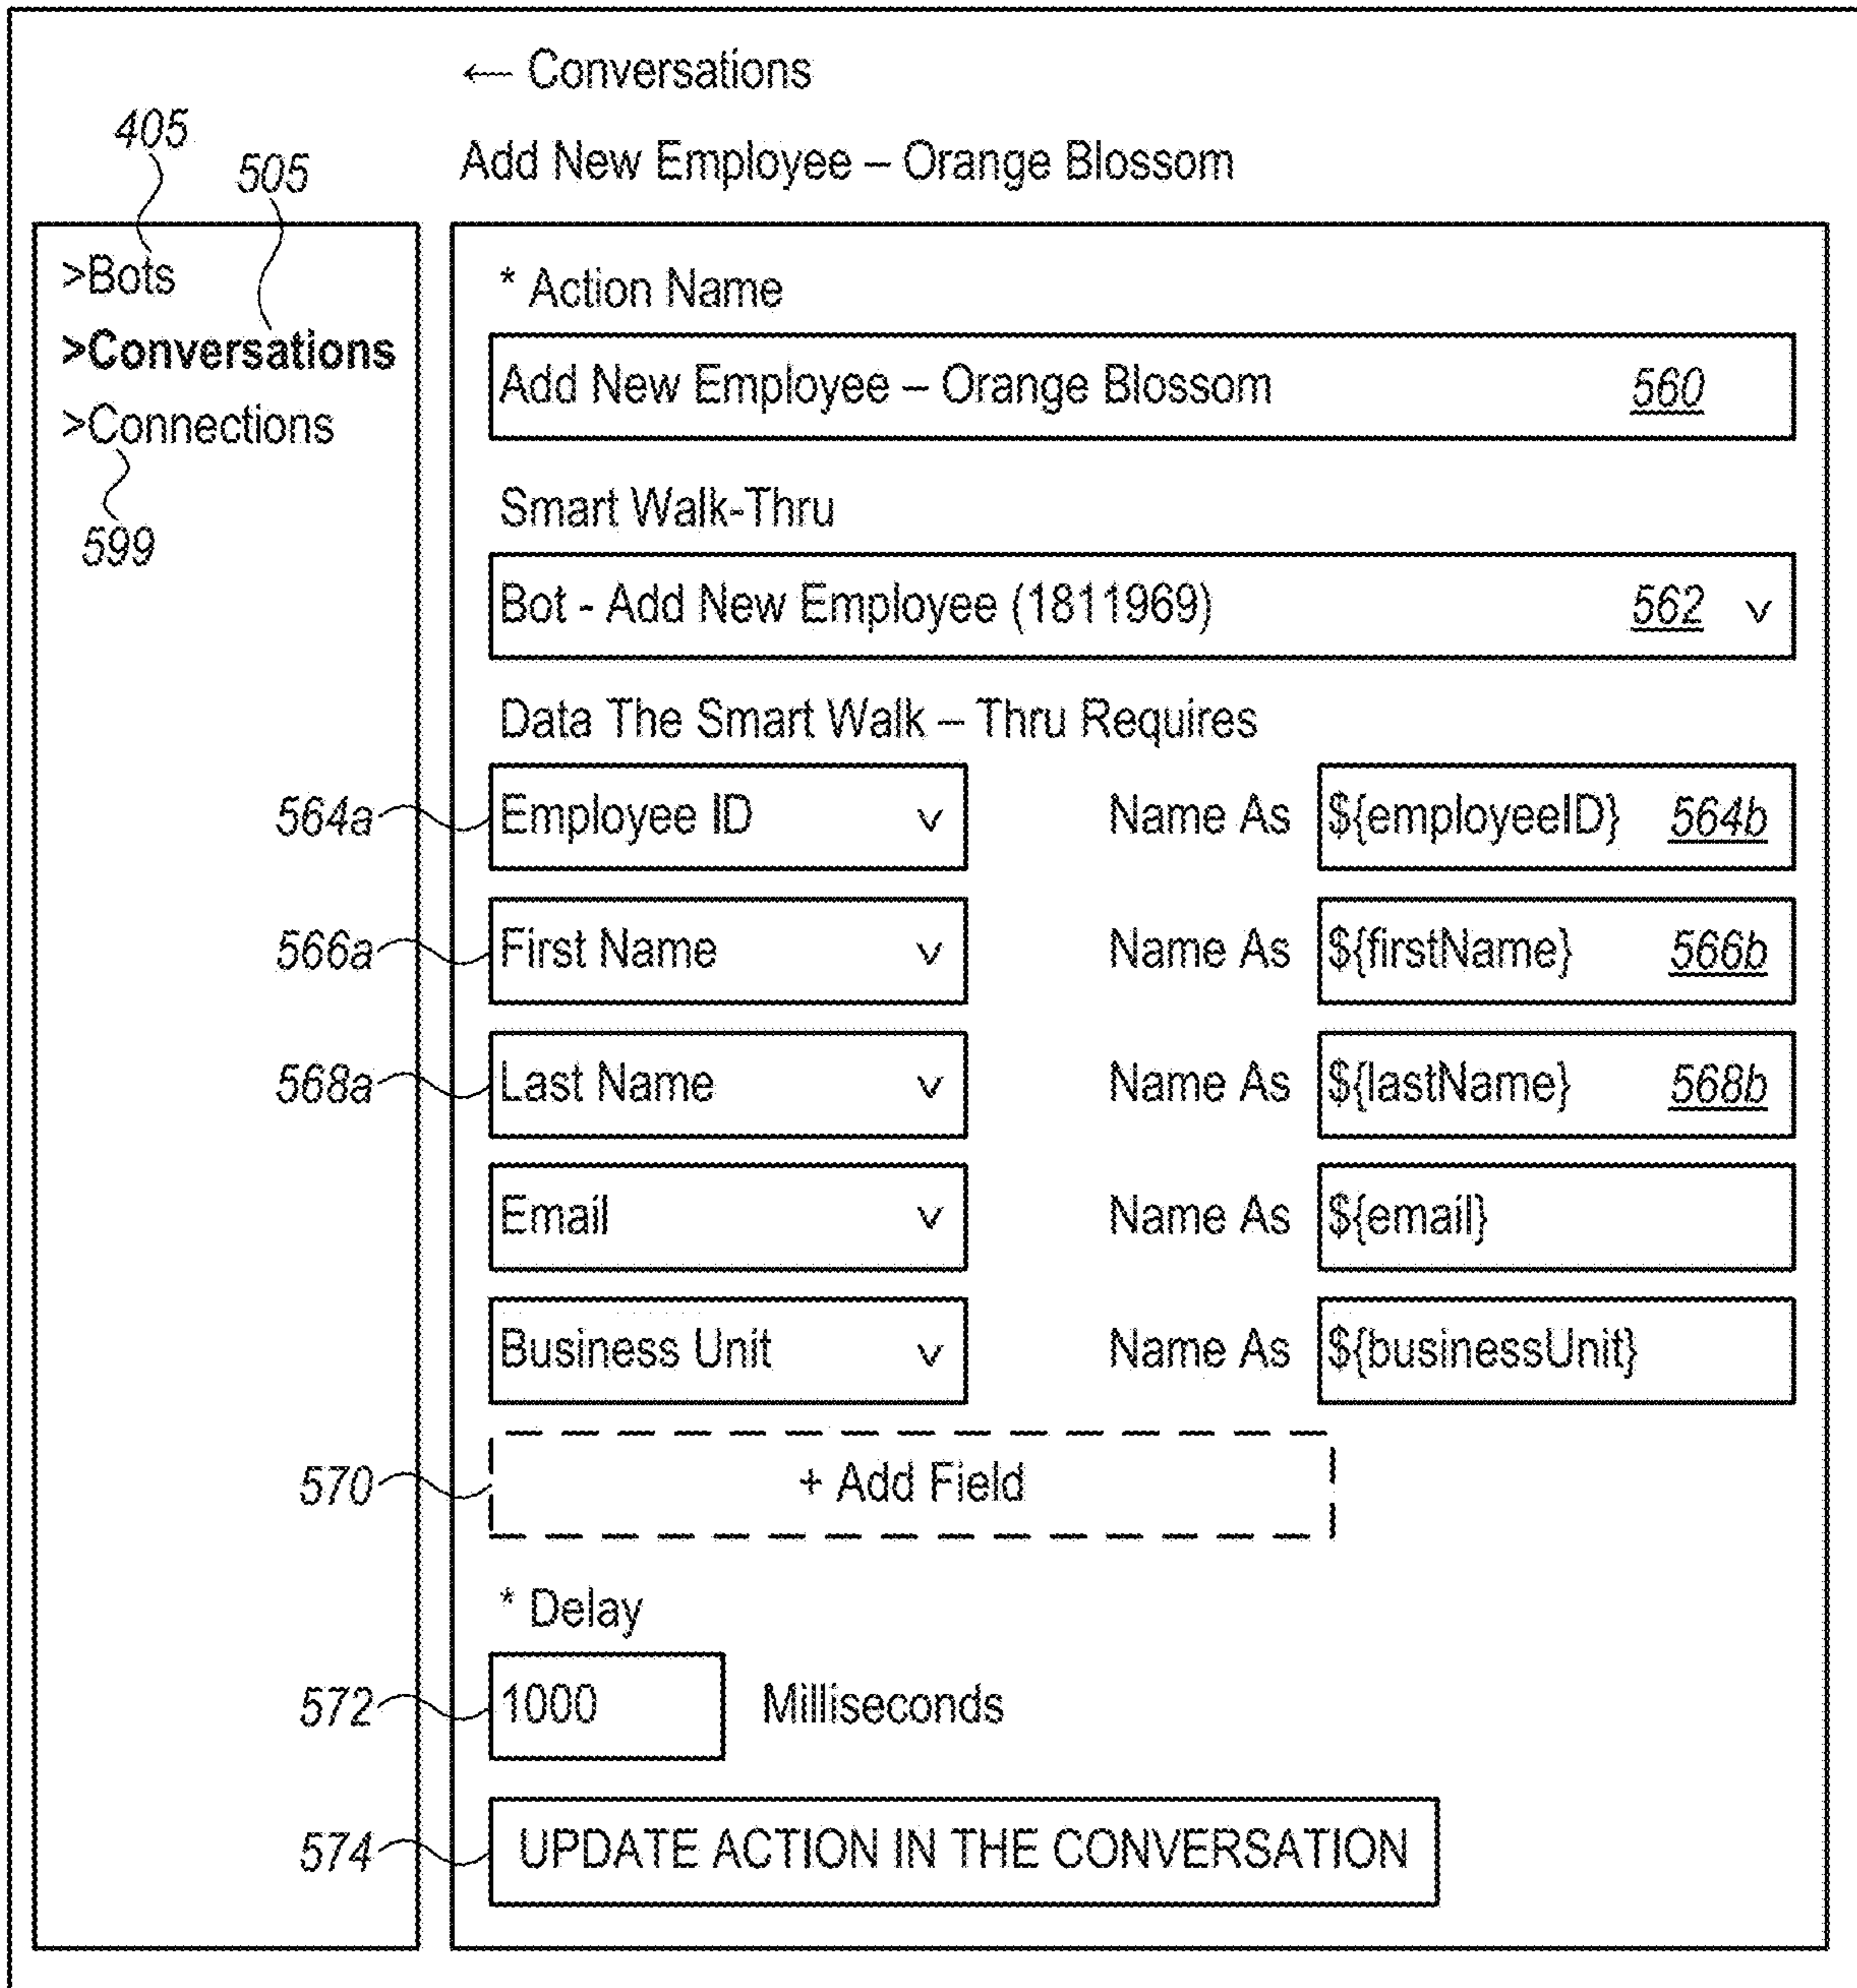 ← Conversations
Add New Employee – Orange Blossom
405
505
>Bots
>Conversations
>Connections
599
* Action Name
Add New Employee – Orange Blossom 560
Smart Walk-Thru
Bot - Add New Employee (1811969) 562 v
Data The Smart Walk – Thru Requires
564a Employee ID v Name As ${employeeID} 564b
566a First Name v Name As ${firstName} 566b
568a Last Name v Name As ${lastName} 568b
Email v Name As ${email}
Business Unit v Name As ${businessUnit}
570 + Add Field
* Delay
572 1000 Milliseconds
574 UPDATE ACTION IN THE CONVERSATION